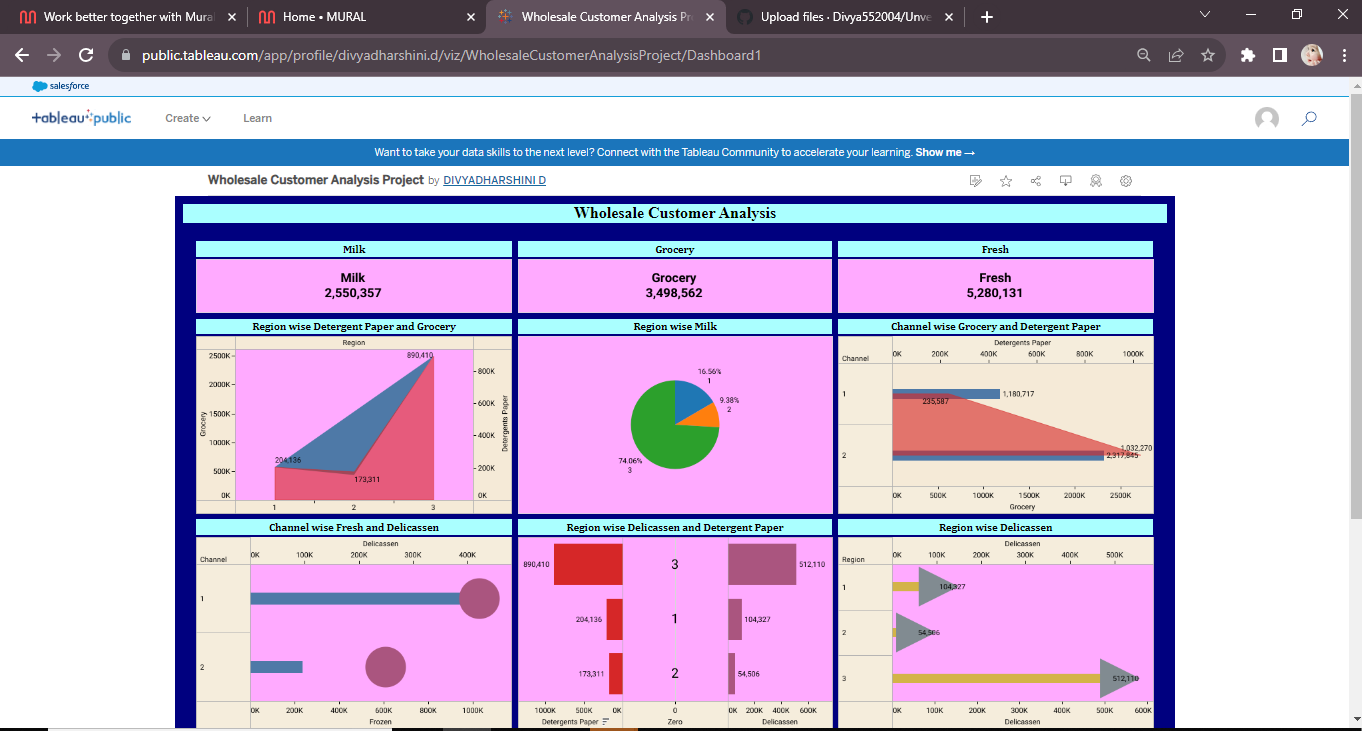 Work better together with Mural
Home • MURAL
Wholesale Customer Analysis Pr
Upload files · Divya552004/Unve
public.tableau.com/app/profile/divyadharshini.d/viz/WholesaleCustomerAnalysisProject/Dashboard1
salesforce
+ableau public
Create
Learn
Want to take your data skills to the next level? Connect with the Tableau Community to accelerate your learning. Show me →
Wholesale Customer Analysis Project by DIVYADHARSHINI D
Wholesale Customer Analysis
Milk
Grocery
Fresh
Milk
2,550,357
Grocery
3,498,562
Fresh
5,280,131
Region wise Detergent Paper and Grocery
Region
2500K
2000K
1500K
1000K
500K
0K
Grocery
890,410
204,136
173,311
800K
600K
400K
200K
0K
Detergents Paper
1 2 3
Region wise Milk
16.56%
1
9.38%
2
74.06%
3
Channel wise Grocery and Detergent Paper
Detergents Paper
Channel
0K 200K 400K 600K 800K 1000K
1
1,180,717
235,587
2
1,032,270
2,317,845
0K 500K 1000K 1500K 2000K 2500K
Grocery
Channel wise Fresh and Delicassen
Delicassen
Channel
0K 100K 200K 300K 400K
1
2
0K 200K 400K 600K 800K 1000K
Frozen
Region wise Delicassen and Detergent Paper
890,410 3 512,110
204,136 1 104,327
173,311 2 54,506
1000K 500K 0K 0 0K 200K 400K 600K
Detergents Paper Zero Delicassen
Region wise Delicassen
Delicassen
Region
0K 100K 200K 300K 400K 500K
1
104,327
2
54,506
3
512,110
0K 100K 200K 300K 400K 500K 600K
Delicassen